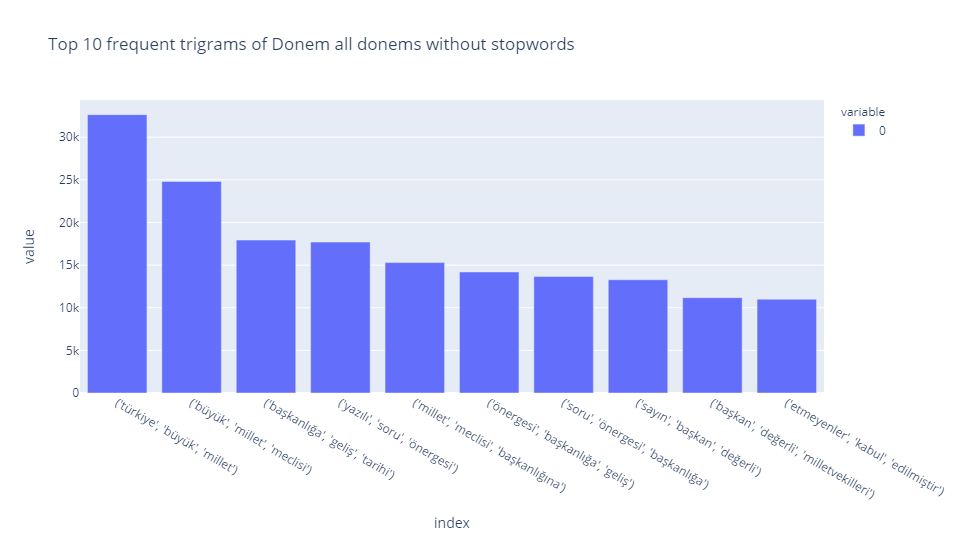 Top 10 frequent trigrams of Donem all donems without stopwords
variable
0
value
30k
25k
20k
15k
10k
5k
0
('türkiye', 'büyük', 'millet')
('büyük', 'millet', 'meclisi')
('başkanlığa', 'geliş', 'tarihi')
('yazılı', 'soru', 'önergesi')
('millet', 'meclisi', 'başkanlığına')
('önergesi', 'başkanlığa', 'geliş')
('soru', 'önergesi', 'başkanlığa')
('sayın', 'başkan', 'değerli')
('başkan', 'değerli', 'milletvekilleri')
('etmeyenler', 'kabul', 'edilmiştir')
index